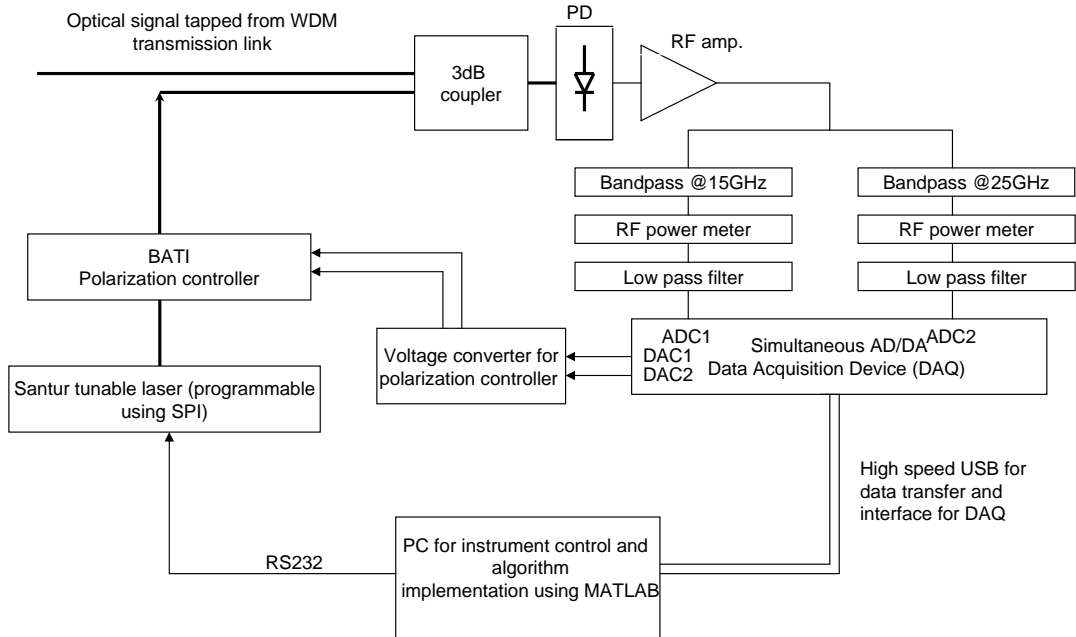 Optical signal tapped from WDM
transmission link
PD
RF amp.
3dB
coupler
Bandpass @15GHz
Bandpass @25GHz
RF power meter
RF power meter
Low pass filter
Low pass filter
BATI
Polarization controller
Voltage converter for
polarization controller
ADC1
DAC1
DAC2
Simultaneous AD/DA
ADC2
Data Acquisition Device (DAQ)
Santur tunable laser (programmable
using SPI)
High speed USB for
data transfer and
interface for DAQ
RS232
PC for instrument control and
algorithm
implementation using MATLAB